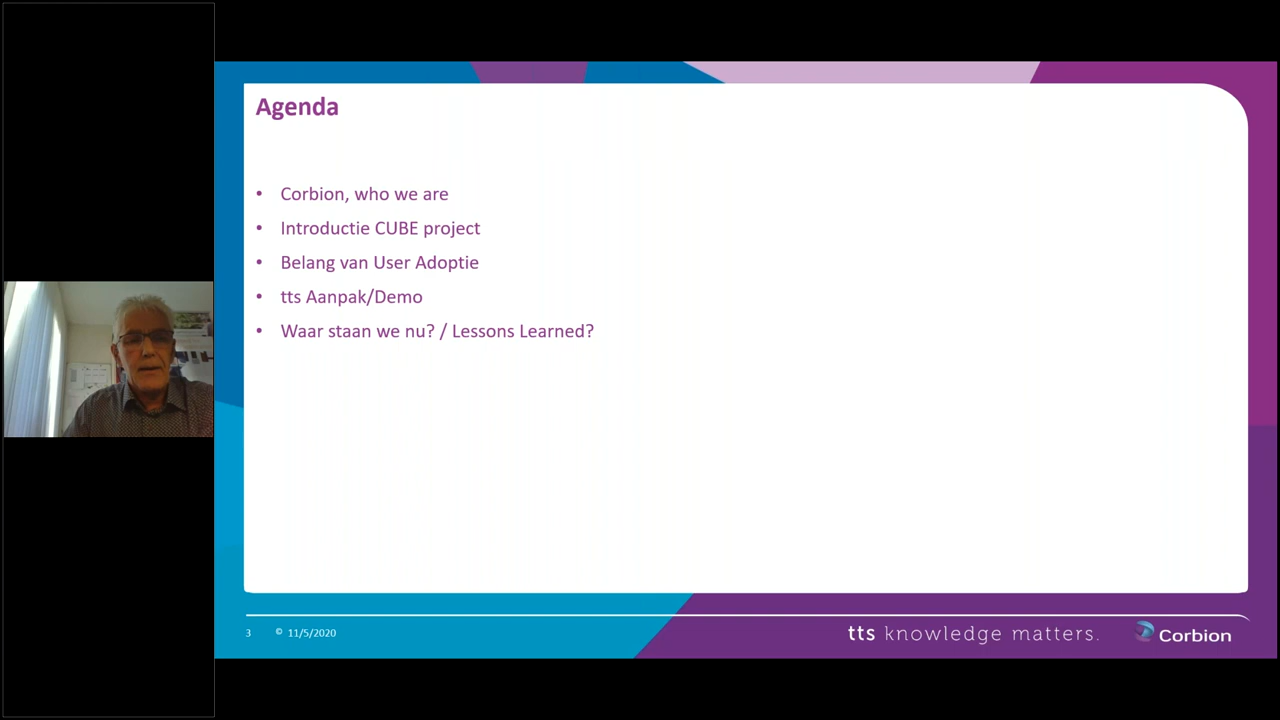 Agenda
• Corbion, who we are
• Introductie CUBE project
• Belang van User Adoptie
• tts Aanpak/Demo
• Waar staan we nu? / Lessons Learned?
3 © 11/5/2020
tts knowledge matters.
Corbion